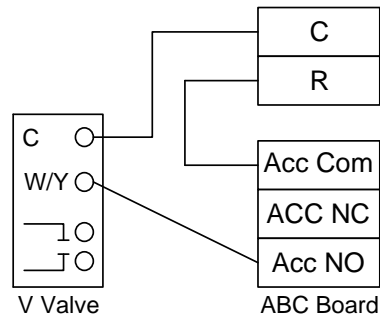 C
R
C
W/Y
Acc Com
ACC NC
Acc NO
V Valve
ABC Board